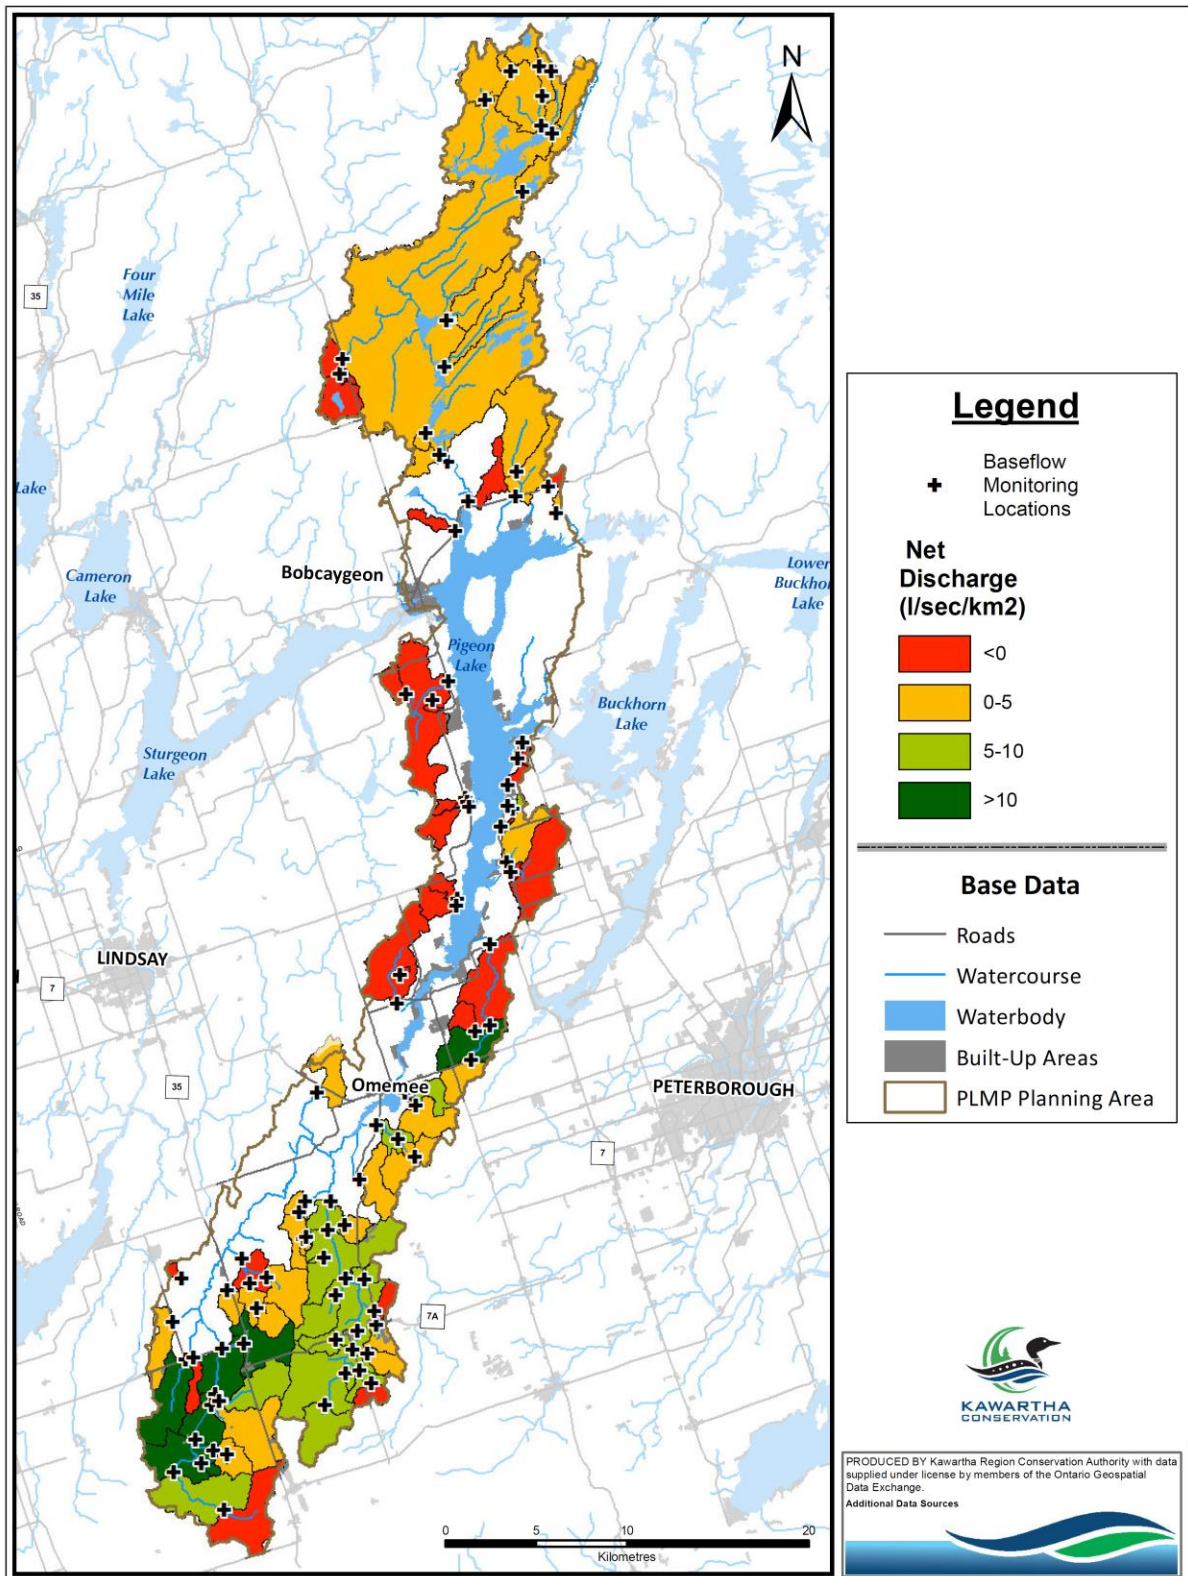 N
Four
Mile
Lake
35
Lake
Cameron
Lake
Bobcaygeon
Lower
Buckhorn
Lake
Pigeon
Lake
Buckhorn
Lake
Sturgeon
Lake
LINDSAY
7
35
Omemee
PETERBOROUGH
7
7A
0
5
10
20
Kilometres
Legend
Baseflow
Monitoring
Locations
Net
Discharge
(l/sec/km2)
<0
0-5
5-10
>10
Base Data
Roads
Watercourse
Waterbody
Built-Up Areas
PLMP Planning Area
KAWARTHA
CONSERVATION
PRODUCED BY Kawartha Region Conservation Authority with data
supplied under license by members of the Ontario Geospatial
Data Exchange.
Additional Data Sources